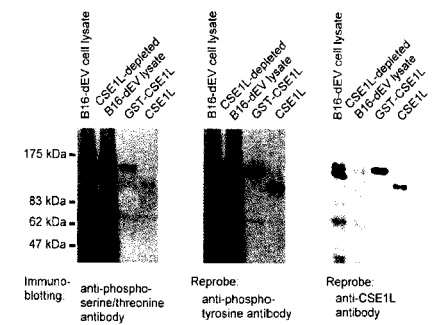 B16-dEV cell lysate
CSE1L-depleted
B16-dEV lysate
GST-CSE1L
CSE1L
B16-dEV cell lysate
CSE1L-depleted
B16-dEV lysate
GST-CSE1L
CSE1L
B16-dEV cell lysate
CSE1L-depleted
B16-dEV lysate
GST-CSE1L
CSE1L
175 kDa
83 kDa
62 kDa
47 kDa
Immuno-
blotting:
anti-phospho-
serine/threonine
antibody
Reprobe:
anti-phospho-
tyrosine antibody
Reprobe:
anti-CSE1L
antibody